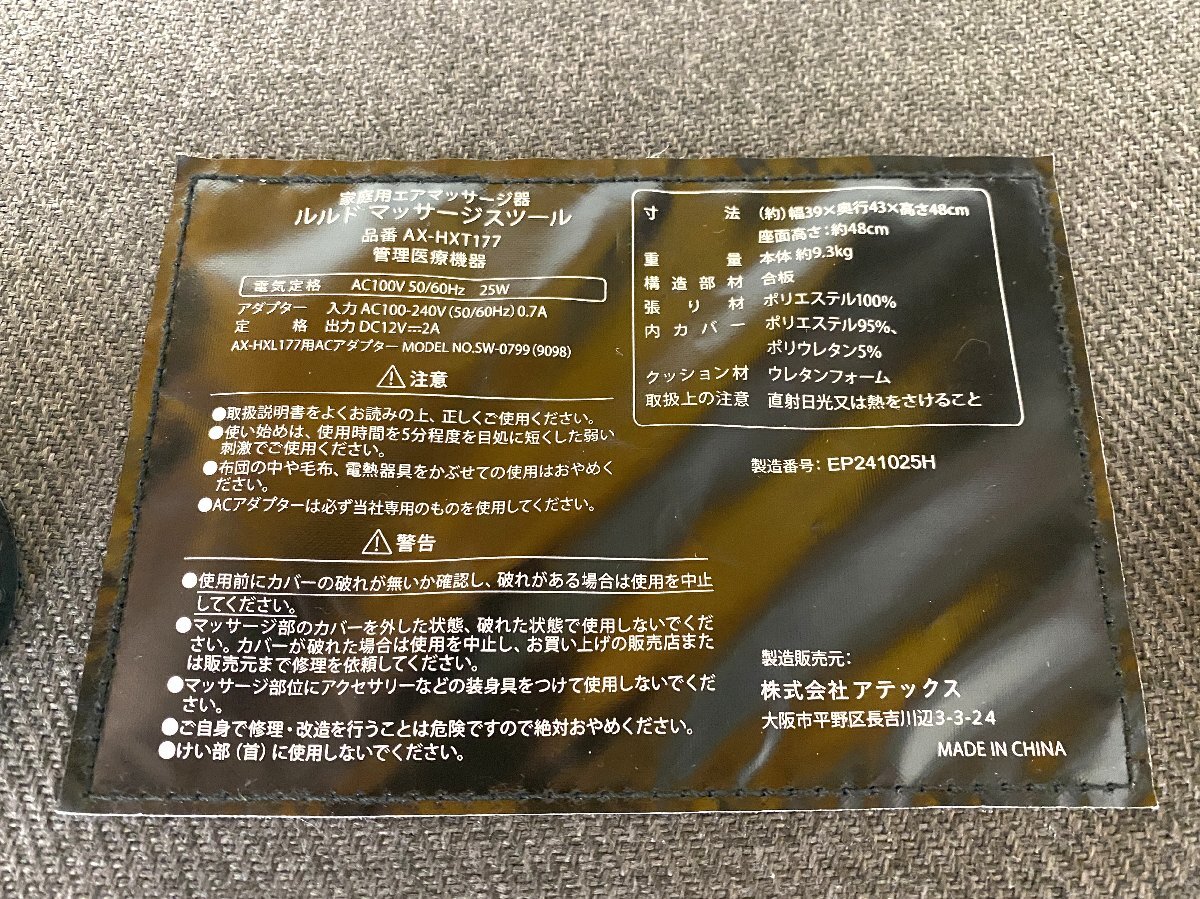 家庭用エアマッサージ器
ルルド マッサージスツール
品番 AX-HXT177
管理医療機器
電気定格 AC100V 50/60Hz 25W
アダプター 入力 AC100-240V (50/60Hz) 0.7A
定格 出力 DC12V⎓2A
AX-HXL177用ACアダプター MODEL NO.SW-0799 (9098)
⚠注意
●取扱説明書をよくお読みの上、正しくご使用ください。
●使い始めは、使用時間を5分程度を目処に短くした弱い
刺激でご使用ください。
●布団の中や毛布、電熱器具をかぶせての使用はおやめく
ださい。
●ACアダプターは必ず当社専用のものを使用してください。
⚠警告
●使用前にカバーの破れが無いか確認し、破れがある場合は使用を中止
してください。
●マッサージ部のカバーを外した状態、破れた状態で使用しないでくだ
さい。カバーが破れた場合は使用を中止し、お買い上げの販売店また
は販売元まで修理を依頼してください。
●マッサージ部位にアクセサリーなどの装身具をつけて使用しないでくだ
さい。
●ご自身で修理・改造を行うことは危険ですので絶対おやめください。
●けい部（首）に使用しないでください。
寸法 (約)幅39×奥行43×高さ48cm
座面高さ:約48cm
重量 本体 約9.3kg
構造部材 合板
張り材 ポリエステル100%
内カバー ポリエステル95%、
ポリウレタン5%
クッション材 ウレタンフォーム
取扱上の注意 直射日光又は熱をさけること
製造番号: EP241025H
製造販売元:
株式会社アテックス
大阪市平野区長吉川辺3-3-24
MADE IN CHINA